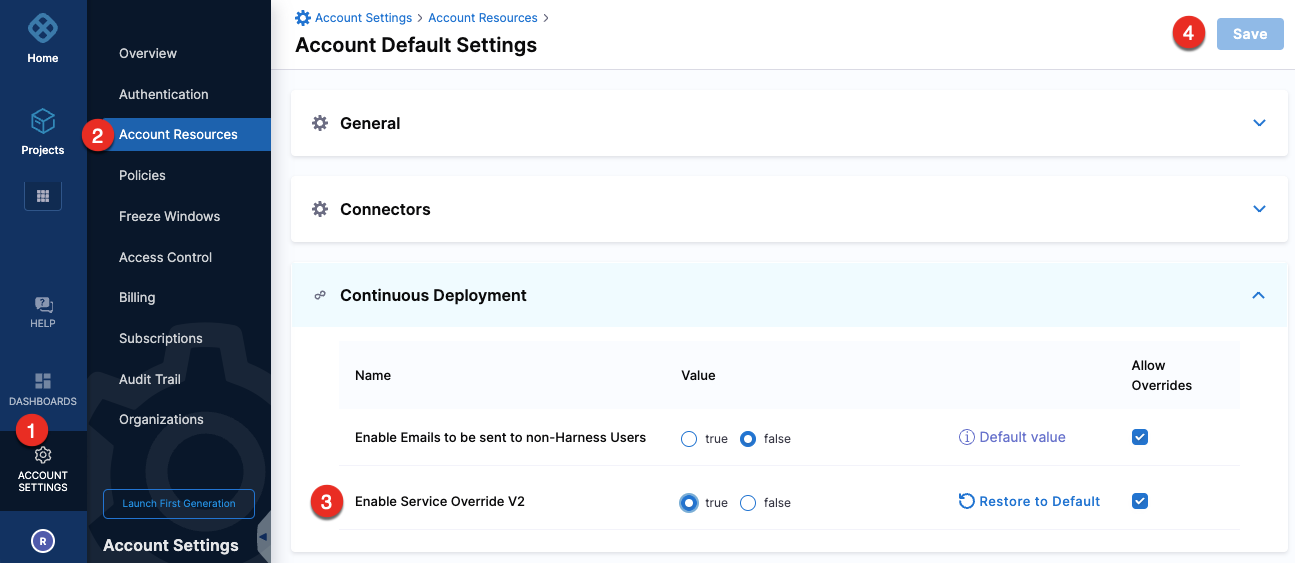 Home
Projects
HELP
DASHBOARDS
1
ACCOUNT
SETTINGS
R
Overview
Authentication
2
Account Resources
Policies
Freeze Windows
Access Control
Billing
Subscriptions
Audit Trail
Organizations
Launch First Generation
Account Settings
Account Settings > Account Resources >
Account Default Settings
4
Save
General
Connectors
Continuous Deployment
Name Value Allow
Overrides
Enable Emails to be sent to non-Harness Users true false Default value
3 Enable Service Override V2 true false Restore to Default